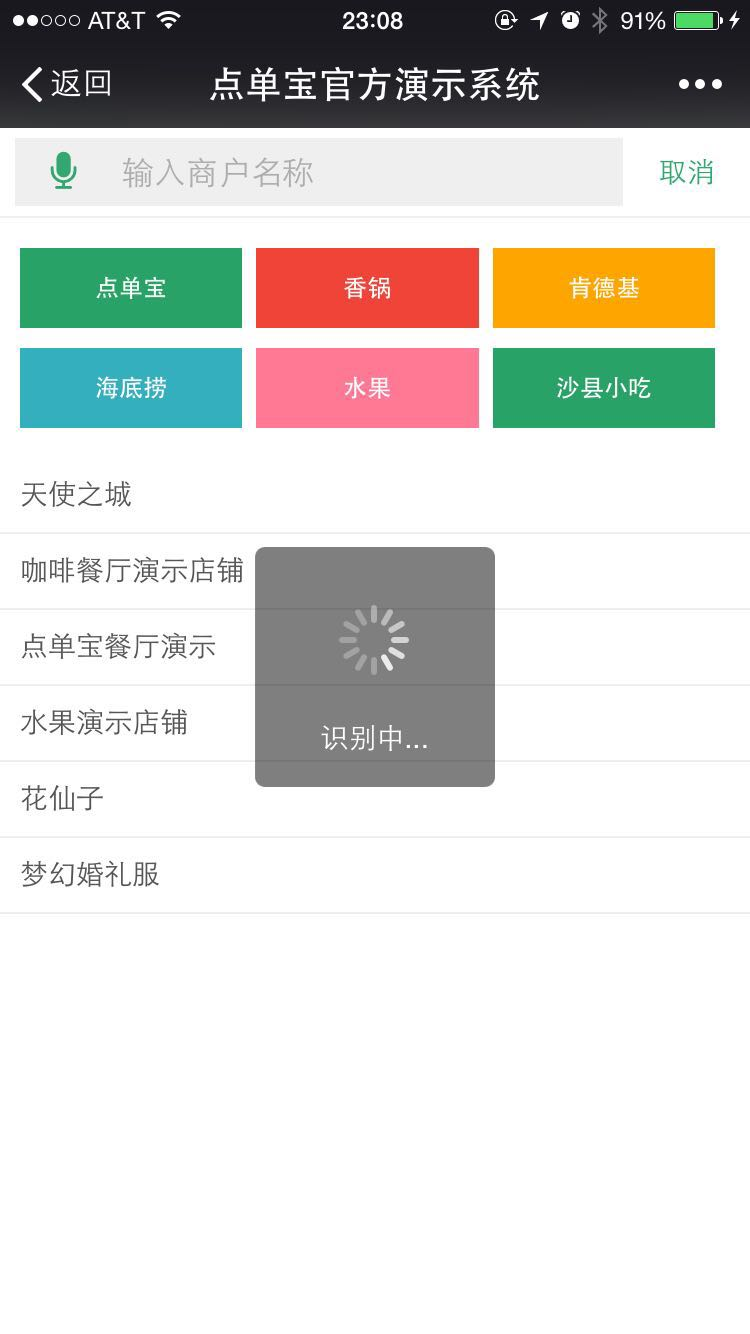 AT&T 23:08 91%
返回 点单宝官方演示系统
输入商户名称 取消
点单宝 香锅 肯德基
海底捞 水果 沙县小吃
天使之城
咖啡餐厅演示店铺
点单宝餐厅演示
水果演示店铺
识别中...
花仙子
梦幻婚礼服